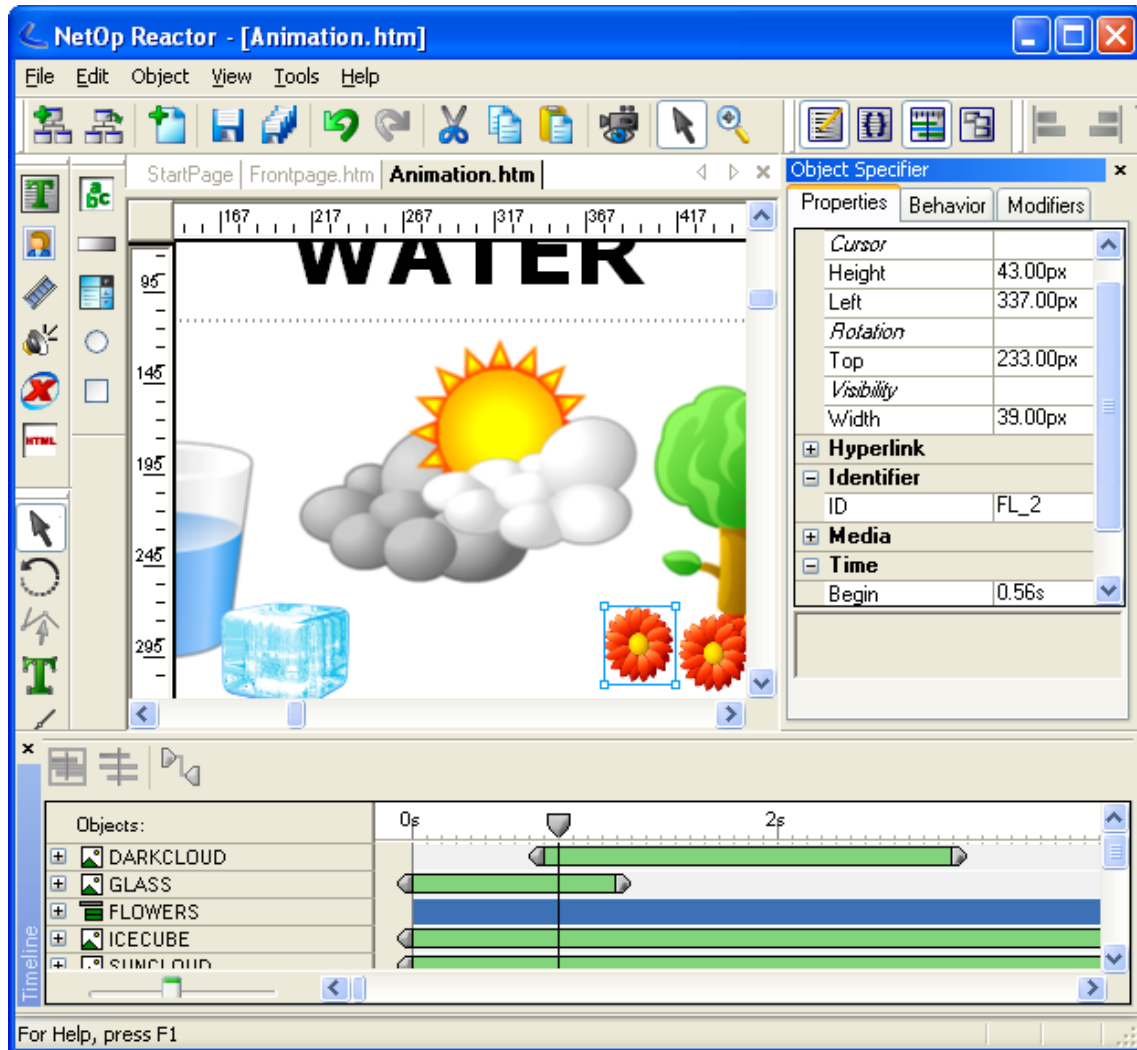 NetOp Reactor - [Animation.htm]
File Edit Object View Tools Help
StartPage Frontpage.htm Animation.htm
167 217 267 317 367 417
95
145
195
245
295
WATER
HTML
abc
T
T
Object Specifier
Properties Behavior Modifiers
Cursor
Height 43.00px
Left 337.00px
Rotation
Top 233.00px
Visibility
Width 39.00px
Hyperlink
Identifier
ID FL_2
Media
Time
Begin 0.56s
Timeline
Objects: 0s 2s
DARKCLOUD
GLASS
FLOWERS
ICECUBE
SUNCLOUD
For Help, press F1